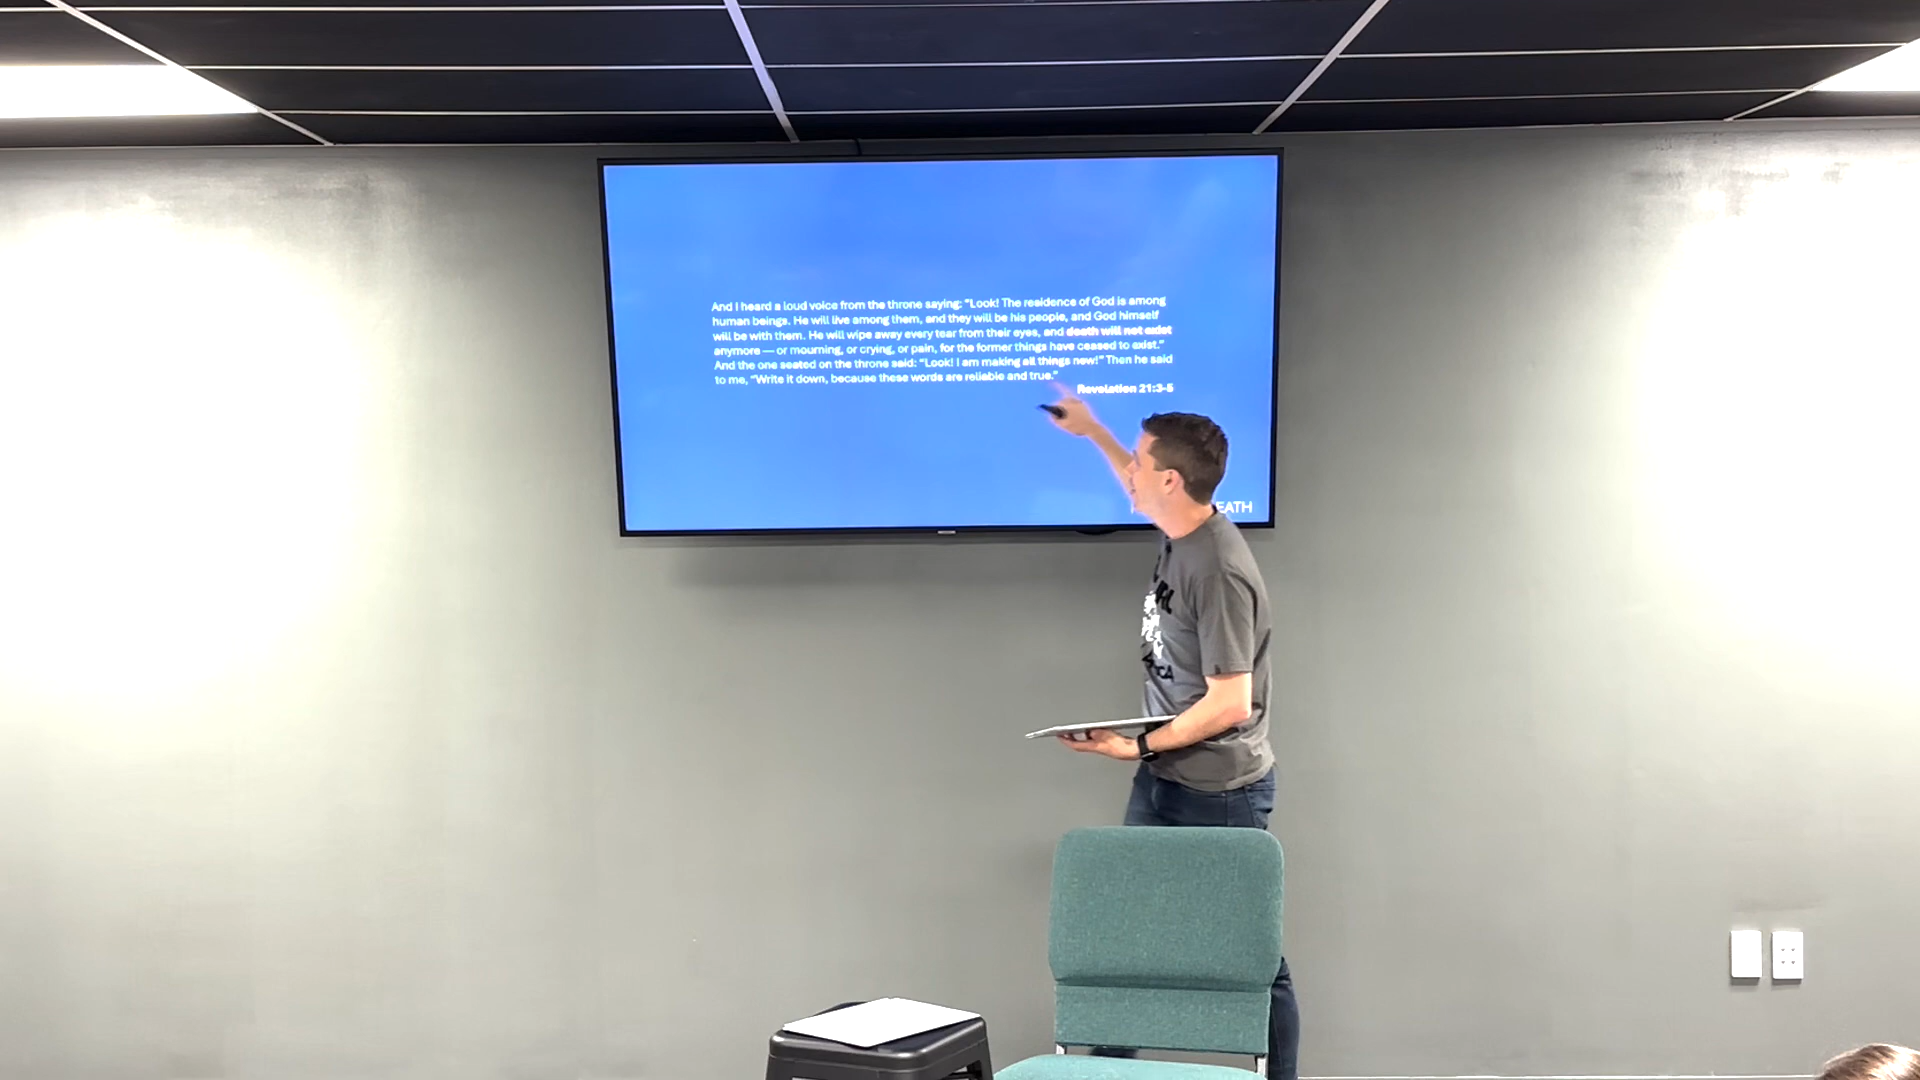 And I heard a loud voice from the throne saying: "Look! The residence of God is among
human beings. He will live among them, and they will be his people, and God himself
will be with them. He will wipe away every tear from their eyes, and death will not exist
anymore — or mourning, or crying, or pain, for the former things have ceased to exist."
And the one seated on the throne said: "Look! I am making all things new!" Then he said
to me, "Write it down, because these words are reliable and true."
Revelation 21:3-5
EATH